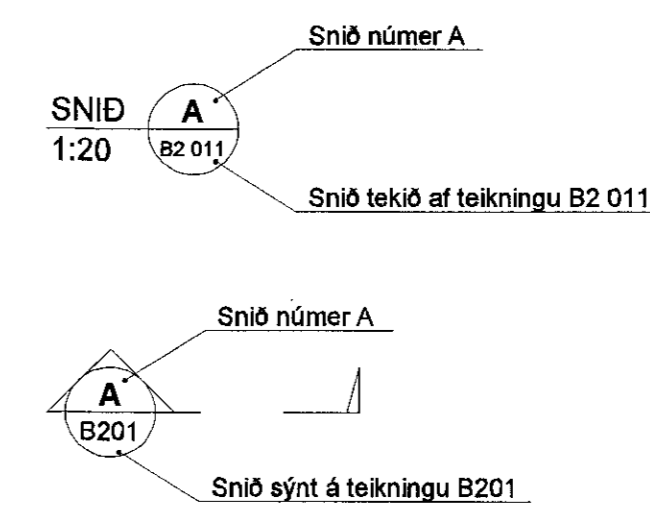 Snið númer A
SNIÐ
A
1:20
B2 011
Snið tekið af teikningu B2 011
Snið númer A
A
B201
Snið sýnt á teikningu B201